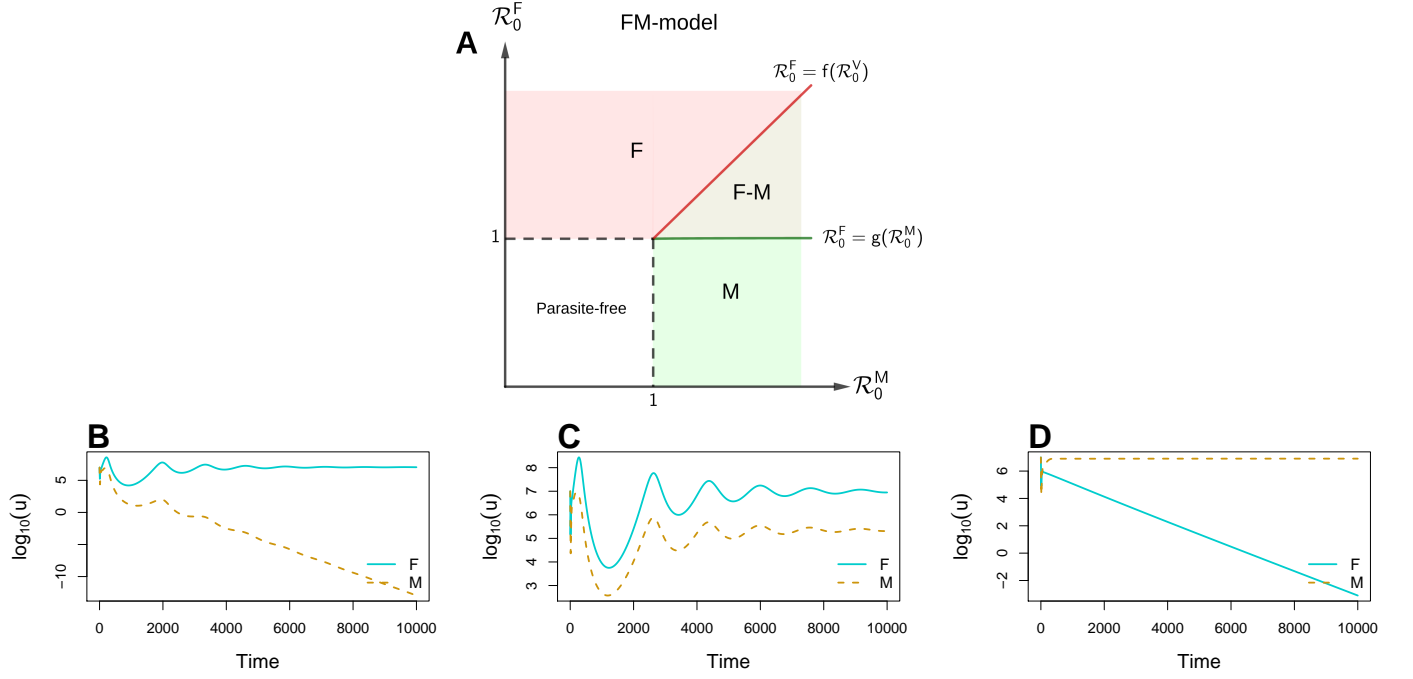 FM-model
A
ℛ₀ᶠ
ℛ₀ᶠ = f(ℛ₀ⱽ)
F
F-M
1
ℛ₀ᶠ = g(ℛ₀ᴹ)
M
Parasite-free
ℛ₀ᴹ
1
B
log₁₀(u)
5
0
−10
F
M
0 2000 4000 6000 8000 10000
Time
C
log₁₀(u)
8
7
6
5
4
3
F
M
0 2000 4000 6000 8000 10000
Time
D
log₁₀(u)
6
4
2
0
−2
F
M
0 2000 4000 6000 8000 10000
Time